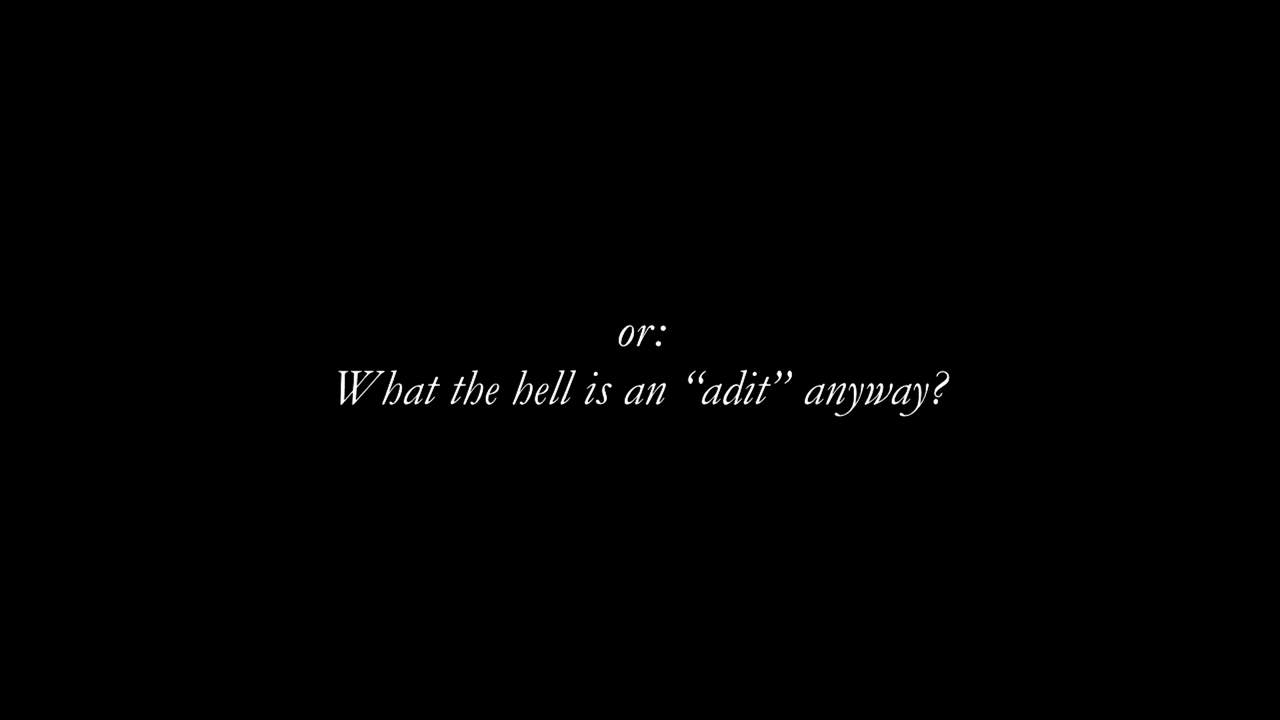 or:
What the hell is an “adit” anyway?